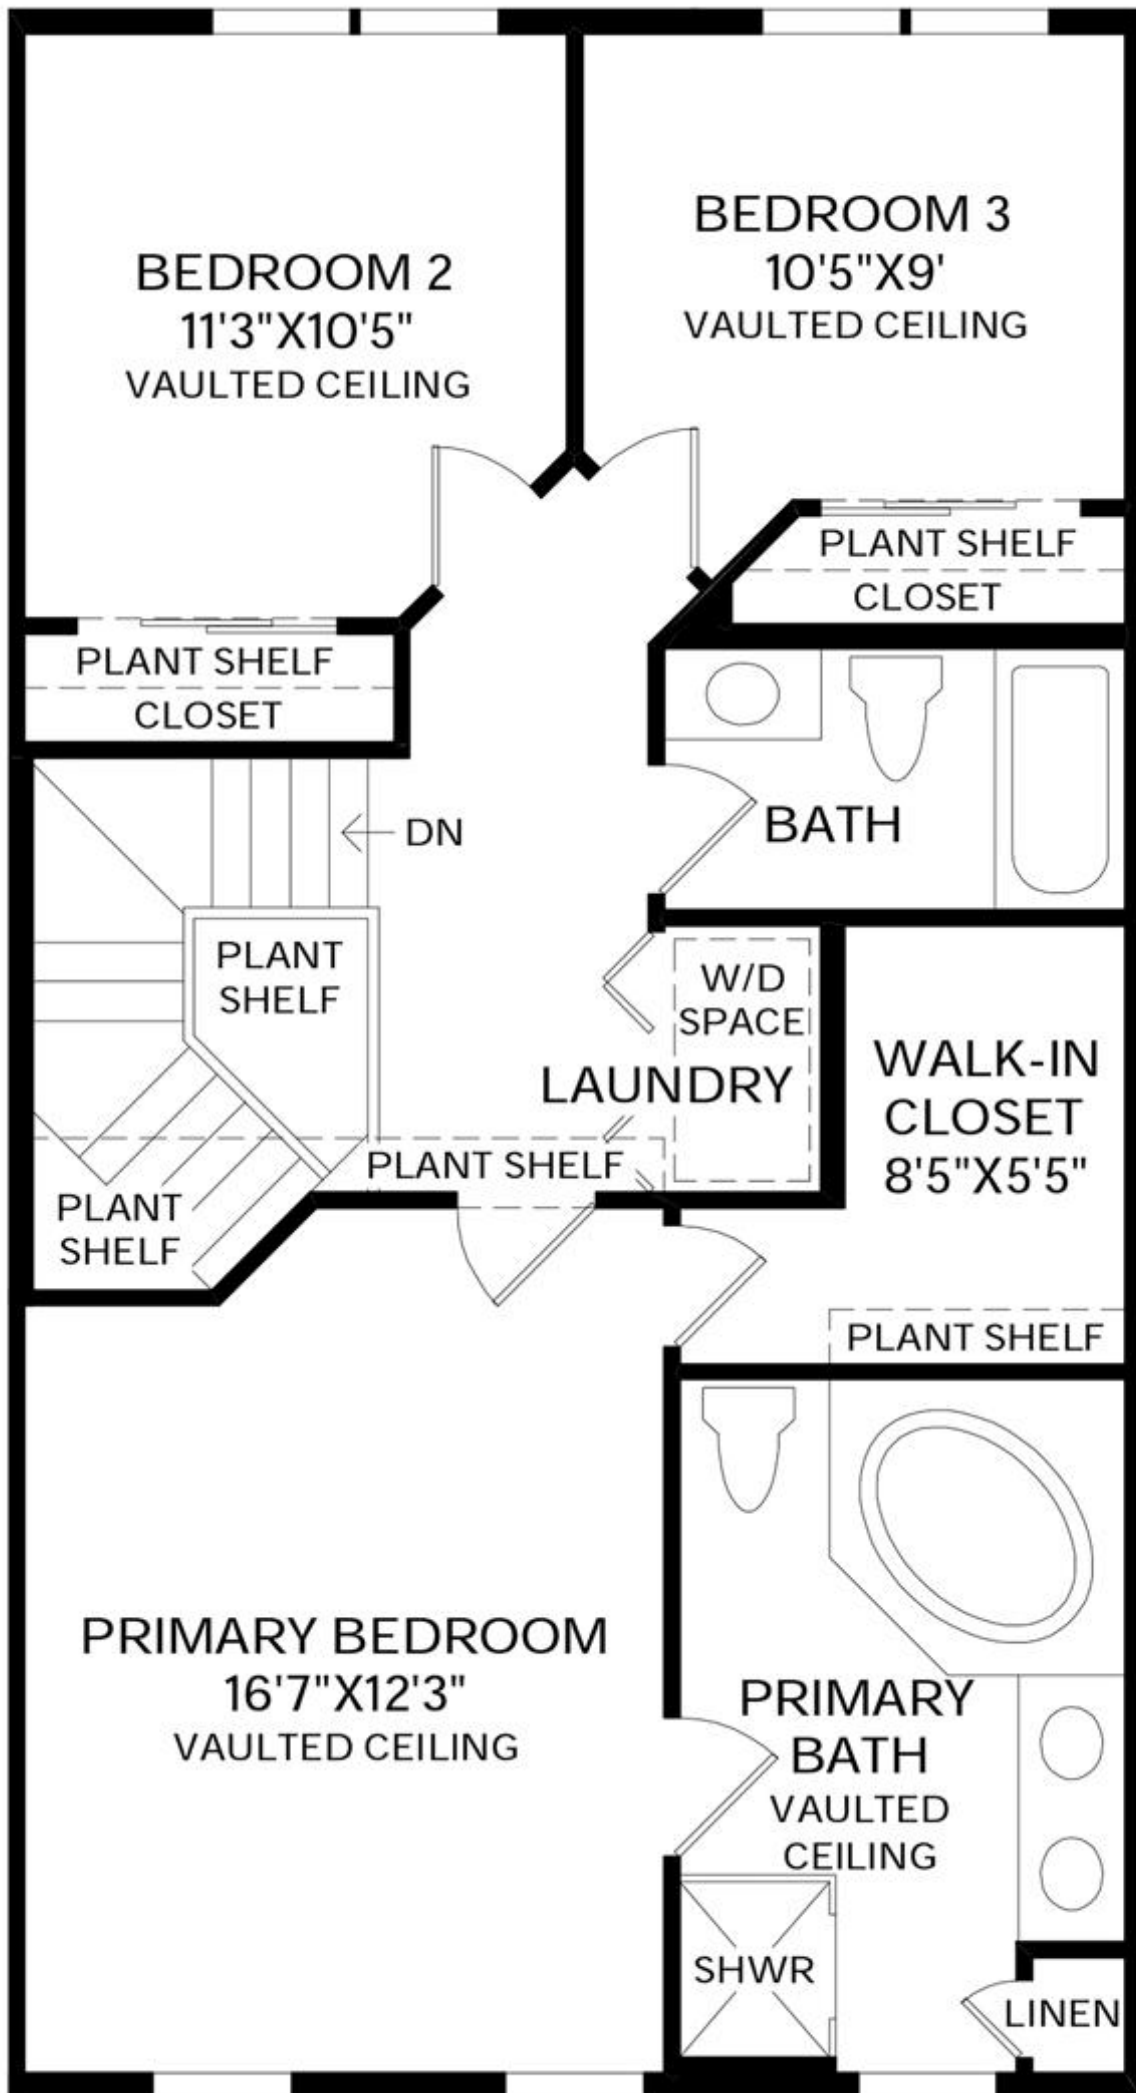 BEDROOM 2
11'3"X10'5"
VAULTED CEILING
BEDROOM 3
10'5"X9'
VAULTED CEILING
PLANT SHELF
CLOSET
PLANT SHELF
CLOSET
DN
BATH
PLANT
SHELF
W/D
SPACE
LAUNDRY
WALK-IN
CLOSET
8'5"X5'5"
PLANT SHELF
PLANT
SHELF
PLANT SHELF
PRIMARY BEDROOM
16'7"X12'3"
VAULTED CEILING
PRIMARY
BATH
VAULTED
CEILING
SHWR
LINEN